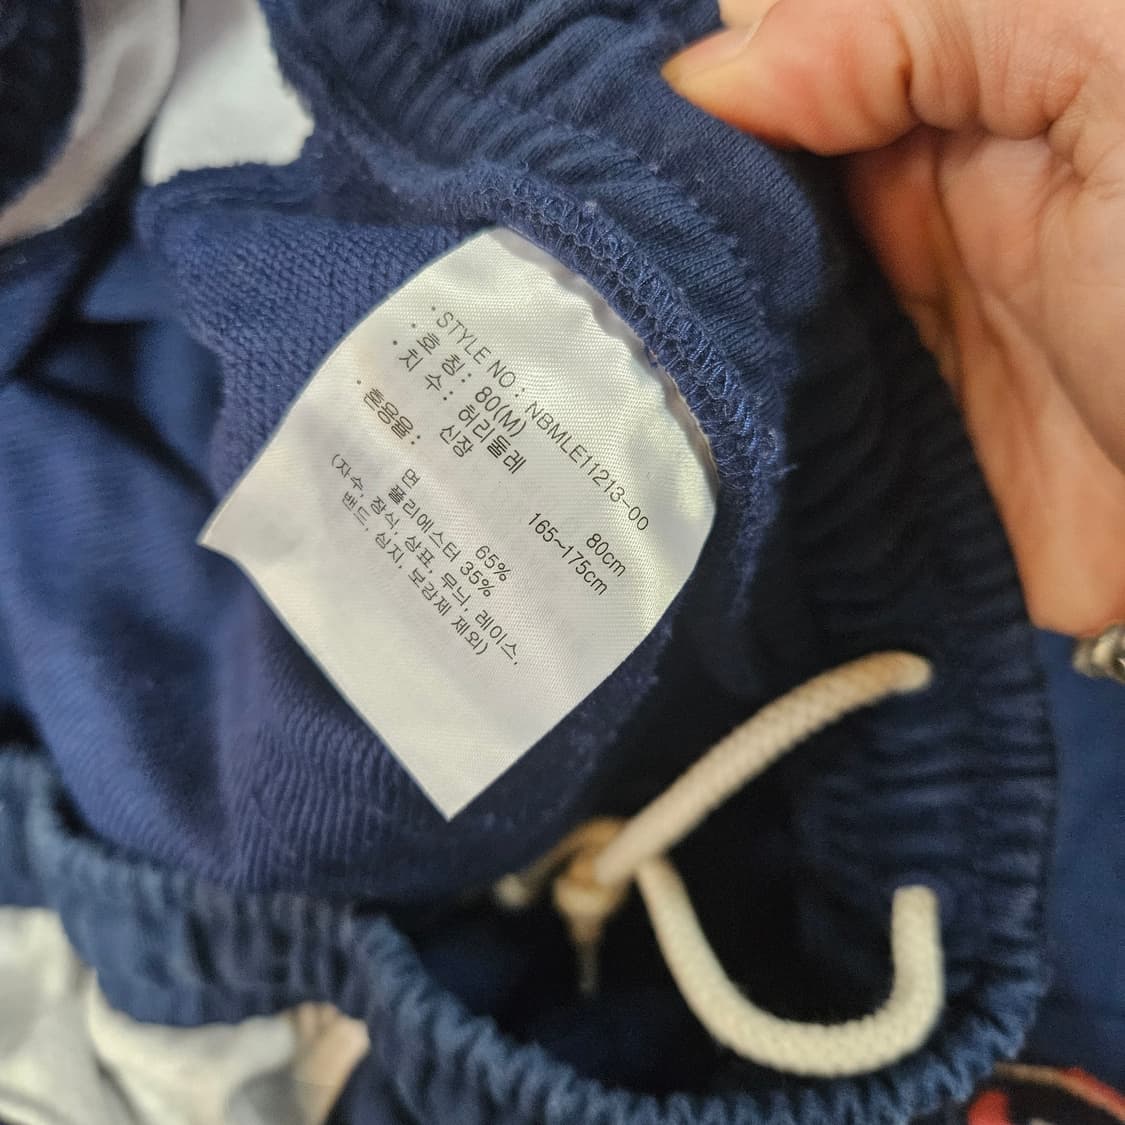 · STYLE NO : NBMLE11213-00
· 호 칭 : 80(M)
· 치 수 : 허리둘레 80cm
신장 165~175cm
· 혼용율 :
면 65%
폴리에스터 35%
(자수, 장식, 상표, 무늬, 레이스,
밴드, 심지, 보강제 제외)